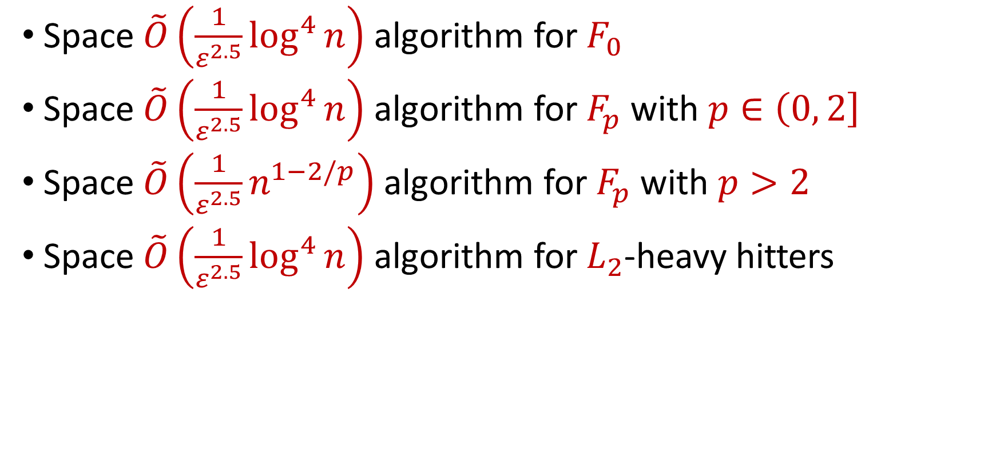 • Space $\tilde{O}\left(\frac{1}{\varepsilon^{2.5}} \log^4 n\right)$ algorithm for $F_0$
• Space $\tilde{O}\left(\frac{1}{\varepsilon^{2.5}} \log^4 n\right)$ algorithm for $F_p$ with $p \in (0, 2]$
• Space $\tilde{O}\left(\frac{1}{\varepsilon^{2.5}} n^{1-2/p}\right)$ algorithm for $F_p$ with $p > 2$
• Space $\tilde{O}\left(\frac{1}{\varepsilon^{2.5}} \log^4 n\right)$ algorithm for $L_2$-heavy hitters